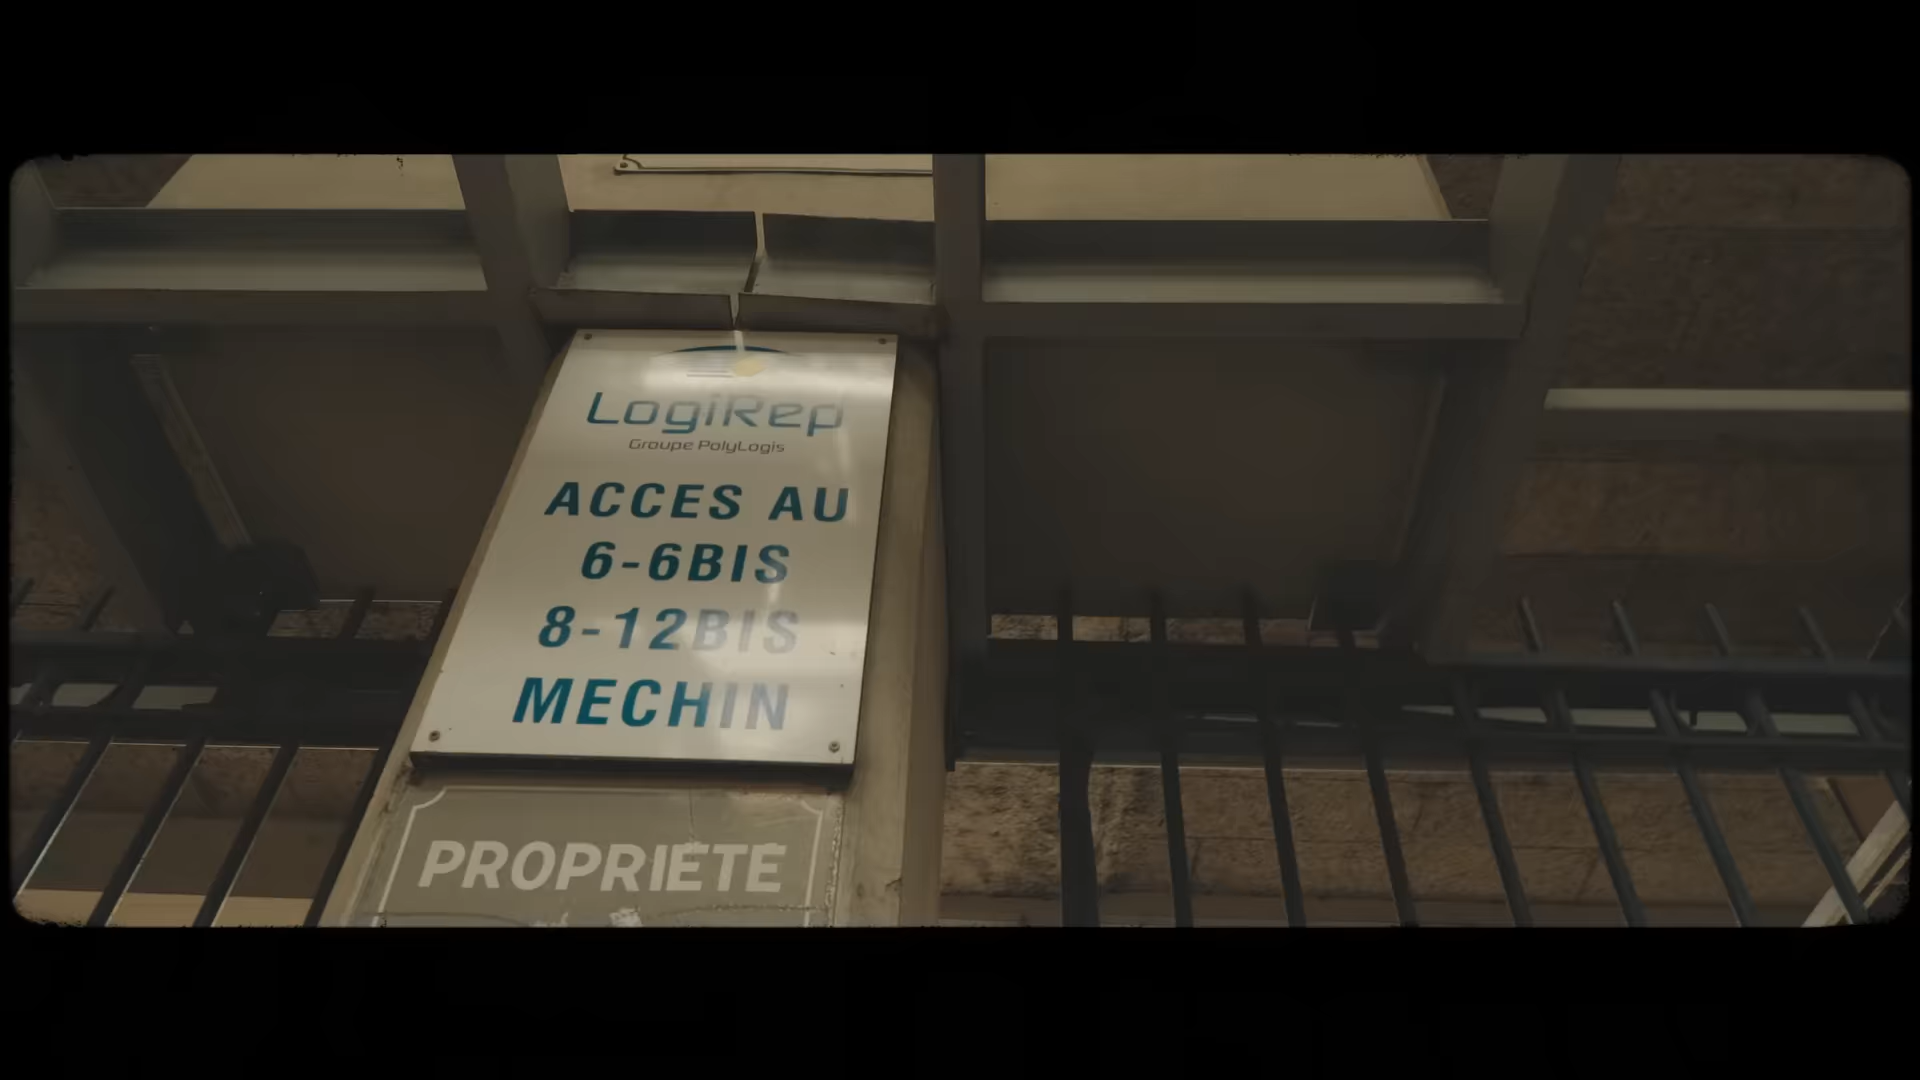 LogiRep
Groupe PolyLogis
ACCES AU
6-6BIS
8-12BIS
MECHIN
PROPRIETE